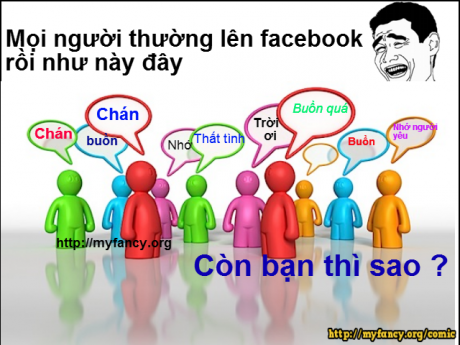 Mọi người thường lên facebook
rồi như này đây
Chán
buồn
Chán
Nhớ
Thất tình
Trời
ơi
Buồn quá
Buồn
Nhớ người
yêu
http://myfancy.org
Còn bạn thì sao ?
http://myfancy.org/comic